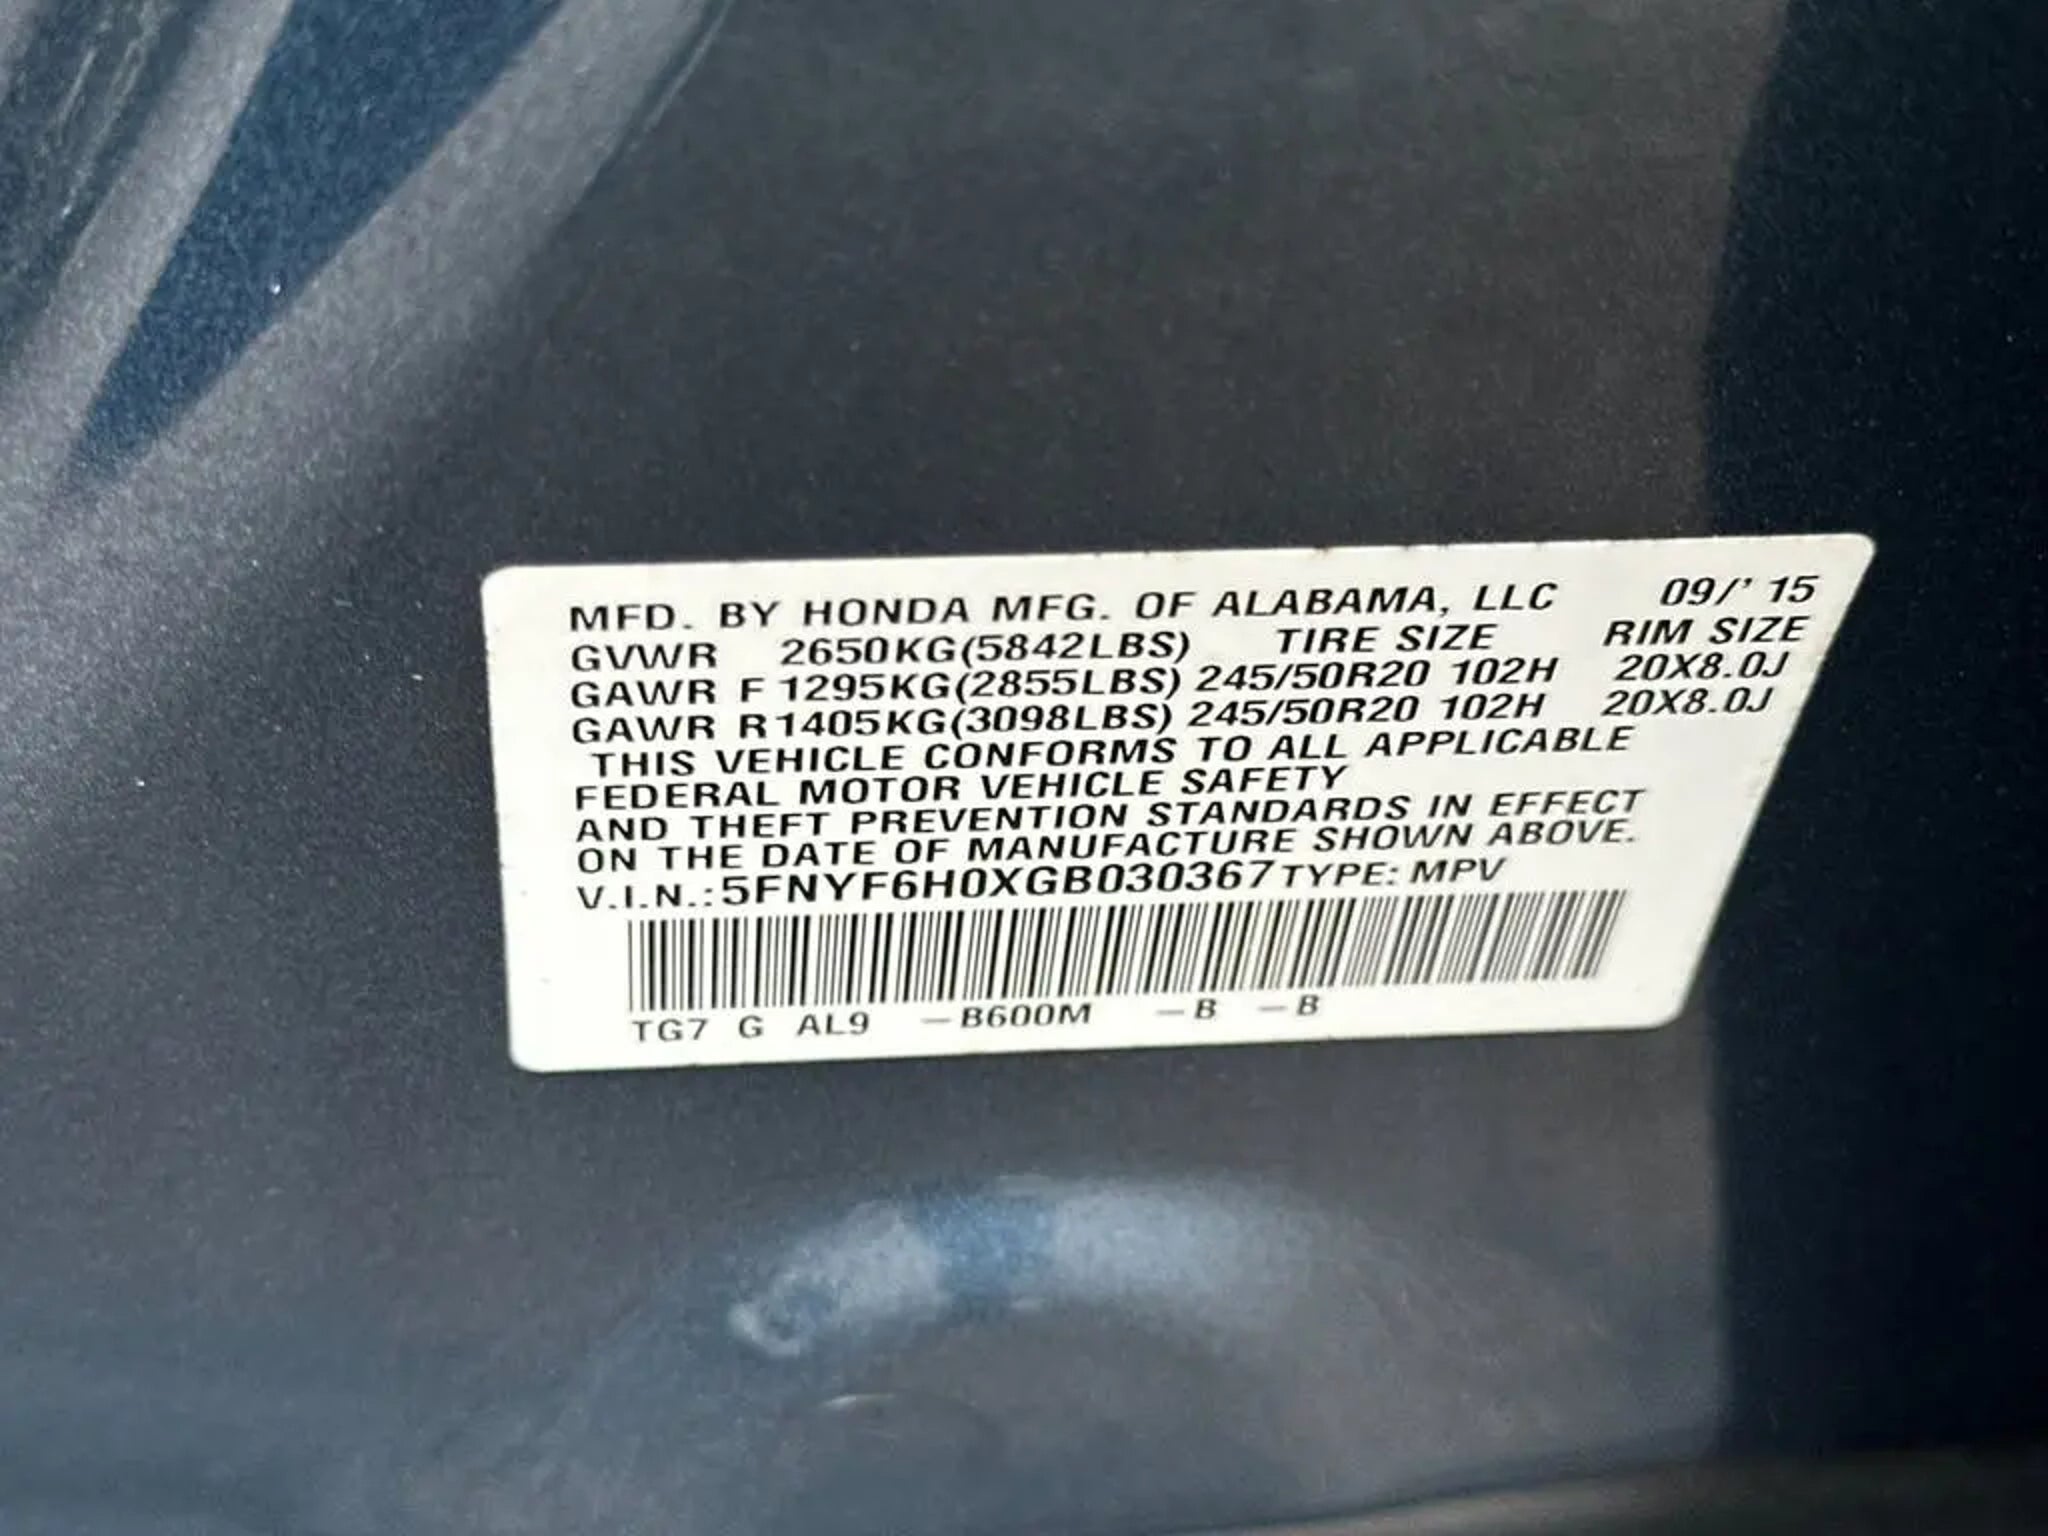 MFD. BY HONDA MFG. OF ALABAMA, LLC 09/'15
GVWR 2650KG(5842LBS) TIRE SIZE RIM SIZE
GAWR F 1295KG(2855LBS) 245/50R20 102H 20X8.0J
GAWR R 1405KG(3098LBS) 245/50R20 102H 20X8.0J
THIS VEHICLE CONFORMS TO ALL APPLICABLE
FEDERAL MOTOR VEHICLE SAFETY
AND THEFT PREVENTION STANDARDS IN EFFECT
ON THE DATE OF MANUFACTURE SHOWN ABOVE.
V.I.N.: 5FNYF6H0XGB030367 TYPE: MPV
TG7 G AL9 -B600M -B -B